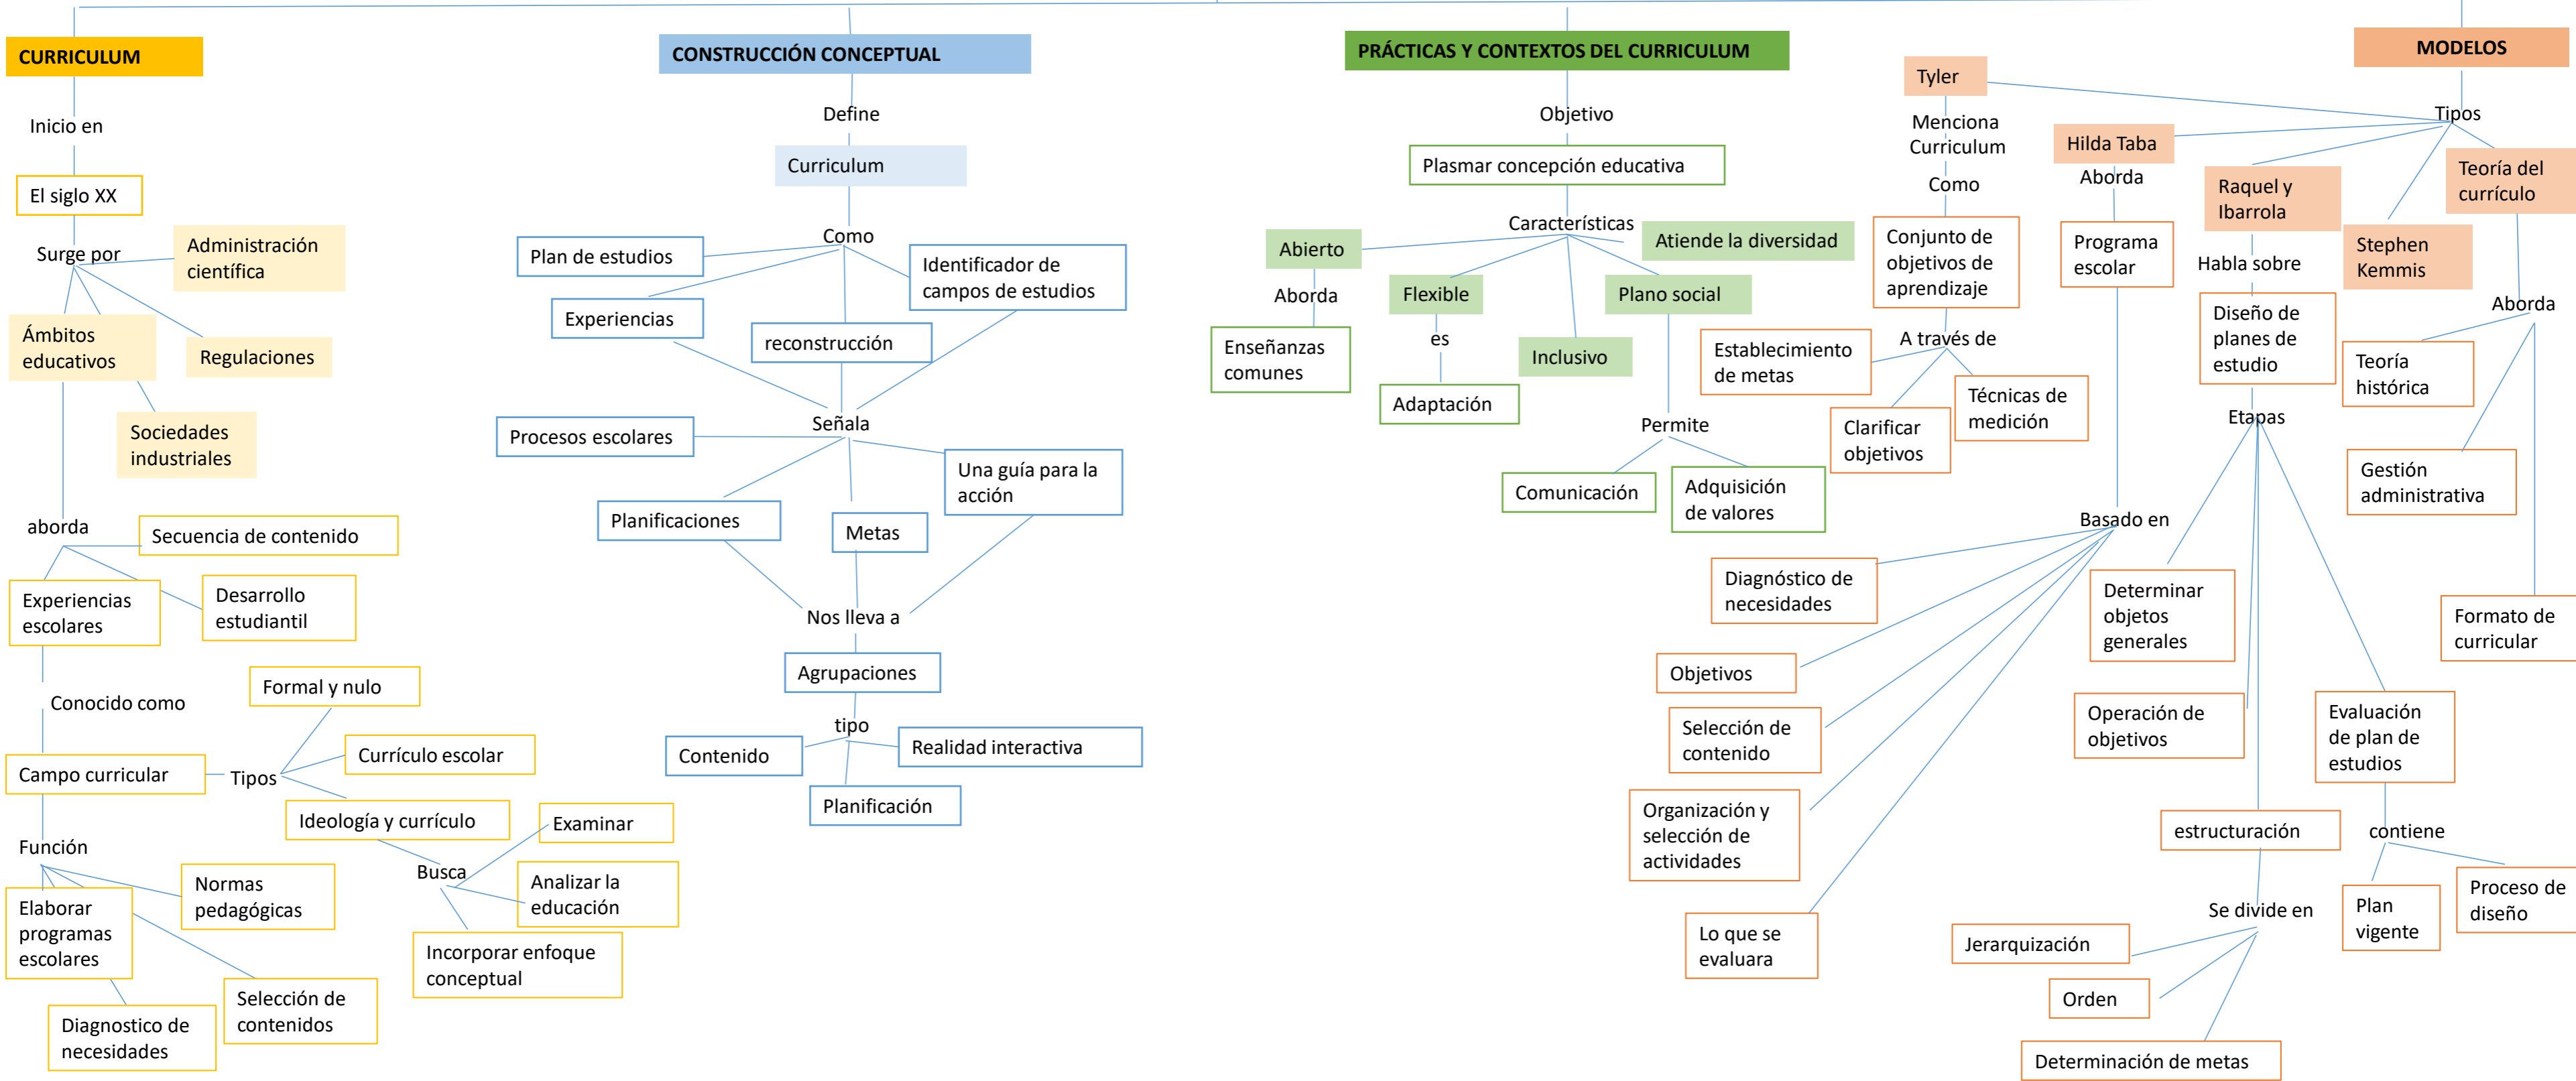 CURRICULUM
Inicio en
El siglo XX
Surge por
Administración
científica
Ámbitos
educativos
Regulaciones
Sociedades
industriales
aborda
Secuencia de contenido
Experiencias
escolares
Desarrollo
estudiantil
Conocido como
Formal y nulo
Campo curricular
Tipos
Currículo escolar
Ideología y currículo
Busca
Examinar
Analizar la
educación
Incorporar enfoque
conceptual
Función
Normas
pedagógicas
Elaborar
programas
escolares
Selección de
contenidos
Diagnostico de
necesidades
CONSTRUCCIÓN CONCEPTUAL
Define
Curriculum
Como
Plan de estudios
Experiencias
reconstrucción
Identificador de
campos de estudios
Señala
Procesos escolares
Planificaciones
Metas
Una guía para la
acción
Nos lleva a
Agrupaciones
tipo
Contenido
Realidad interactiva
Planificación
PRÁCTICAS Y CONTEXTOS DEL CURRICULUM
Objetivo
Plasmar concepción educativa
Características
Abierto
Aborda
Enseñanzas
comunes
Flexible
es
Adaptación
Inclusivo
Plano social
Atiende la diversidad
Permite
Comunicación
Adquisición
de valores
MODELOS
Tipos
Tyler
Menciona
Curriculum
Como
Conjunto de
objetivos de
aprendizaje
A través de
Establecimiento
de metas
Clarificar
objetivos
Técnicas de
medición
Hilda Taba
Aborda
Programa
escolar
Basado en
Diagnóstico de
necesidades
Objetivos
Selección de
contenido
Organización y
selección de
actividades
Lo que se
evaluara
Raquel y
Ibarrola
Habla sobre
Diseño de
planes de
estudio
Etapas
Determinar
objetos
generales
Operación de
objetivos
estructuración
Se divide en
Jerarquización
Orden
Determinación de metas
Evaluación
de plan de
estudios
contiene
Plan
vigente
Proceso de
diseño
Stephen
Kemmis
Teoría del
currículo
Aborda
Teoría
histórica
Gestión
administrativa
Formato de
curricular